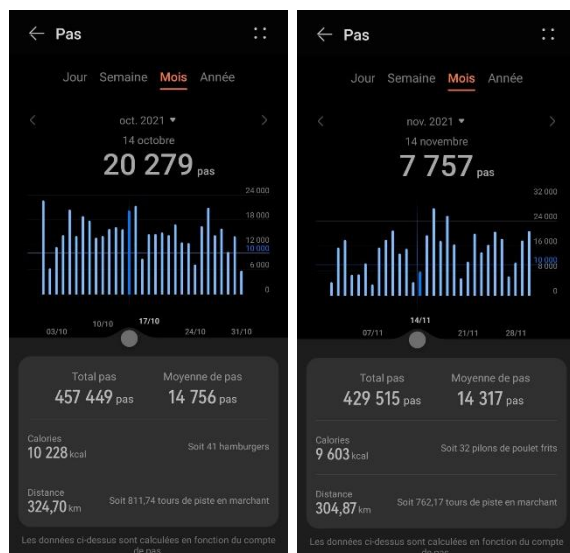 Pas
Jour Semaine Mois Année
oct. 2021
14 octobre
20 279 pas
24 000
18 000
12 000
10 000
6 000
0
03/10 10/10 17/10 24/10 31/10
Total pas Moyenne de pas
457 449 pas 14 756 pas
Calories
10 228 kcal Soit 41 hamburgers
Distance
324,70 km Soit 811,74 tours de piste en marchant
Les données ci-dessus sont calculées en fonction du compte
de pas
Pas
Jour Semaine Mois Année
nov. 2021
14 novembre
7 757 pas
32 000
24 000
16 000
10 000
8 000
0
07/11 14/11 21/11 28/11
Total pas Moyenne de pas
429 515 pas 14 317 pas
Calories
9 603 kcal Soit 32 pilons de poulet frits
Distance
304,87 km Soit 762,17 tours de piste en marchant
Les données ci-dessus sont calculées en fonction du compte
de pas